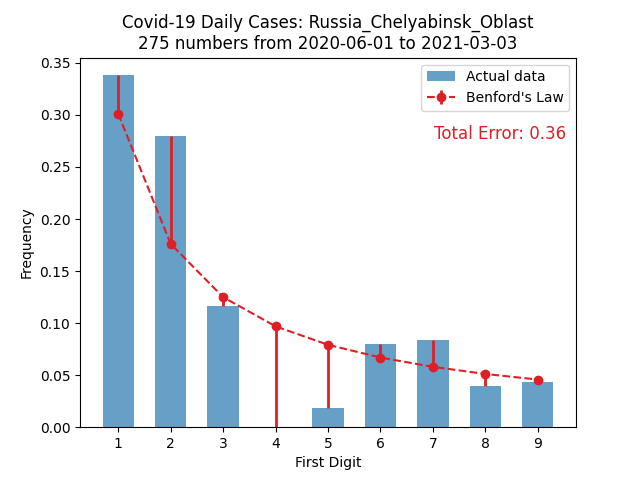 Covid-19 Daily Cases: Russia_Chelyabinsk_Oblast
275 numbers from 2020-06-01 to 2021-03-03
Actual data
Benford's Law
Total Error: 0.36
Frequency
0.35
0.30
0.25
0.20
0.15
0.10
0.05
0.00
1 2 3 4 5 6 7 8 9
First Digit